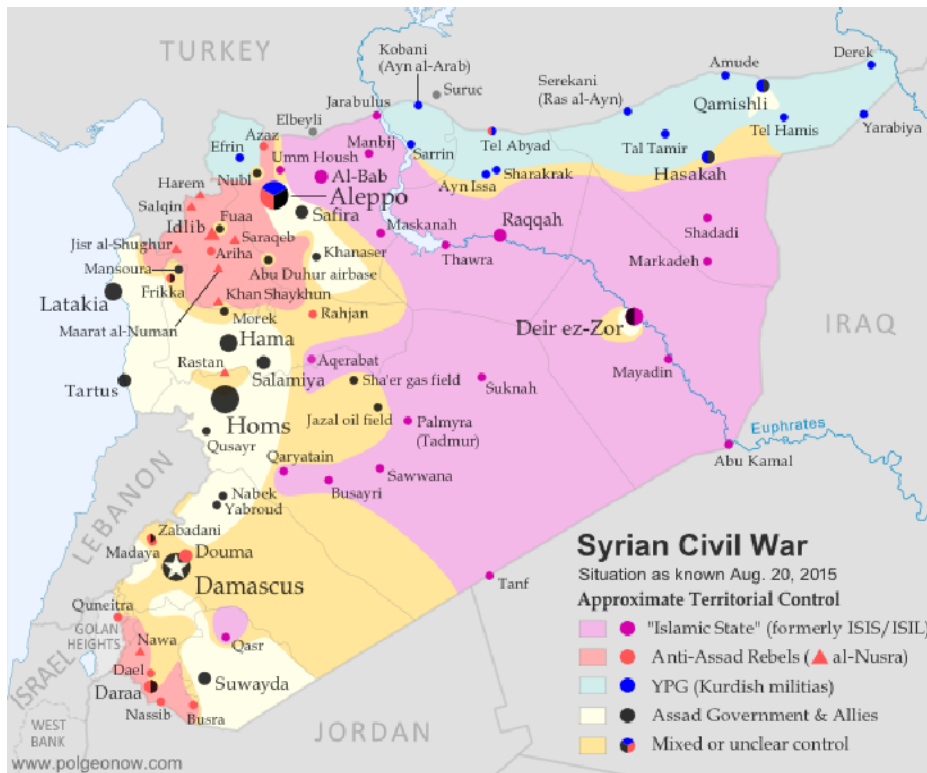 TURKEY
Kobani
(Ayn al-Arab)
Suruc
Serekani
(Ras al-Ayn)
Amude
Derek
Qamishli
Jarabulus
Elbeyli
Azaz
Efrin
Manbij
Umm Housh
Nubl
Al-Bab
Aleppo
Sarrin
Tel Abyad
Tal Tamir
Tel Hamis
Yarabiya
Ayn Issa
Sharakrak
Hasakah
Harem
Salqin
Safira
Fuaa
Idlib
Saraqeb
Maskanah
Raqqah
Shadadi
Jisr al-Shughur
Ariha
Khanaser
Thawra
Markadeh
Mansoura
Abu Duhur airbase
Frikka
Khan Shaykhun
Latakia
Maarat al-Numan
Morek
Rahjan
Deir ez-Zor
IRAQ
Hama
Rastan
Aqerabat
Salamiya
Sha'er gas field
Suknah
Mayadin
Tartus
Homs
Jazal oil field
Palmyra
(Tadmur)
Euphrates
Qusayr
Abu Kamal
LEBANON
Qaryatain
Sawwana
Busayri
Nabek
Yabroud
Zabadani
Madaya
Douma
Damascus
Tanf
Quneitra
GOLAN
HEIGHTS
Nawa
Qasr
ISRAEL
Dael
Daraa
Suwayda
Nassib
Busra
WEST
BANK
JORDAN
Syrian Civil War
Situation as known Aug. 20, 2015
Approximate Territorial Control
"Islamic State" (formerly ISIS/ISIL)
Anti-Assad Rebels (▲ al-Nusra)
YPG (Kurdish militias)
Assad Government & Allies
Mixed or unclear control
www.polgeonow.com